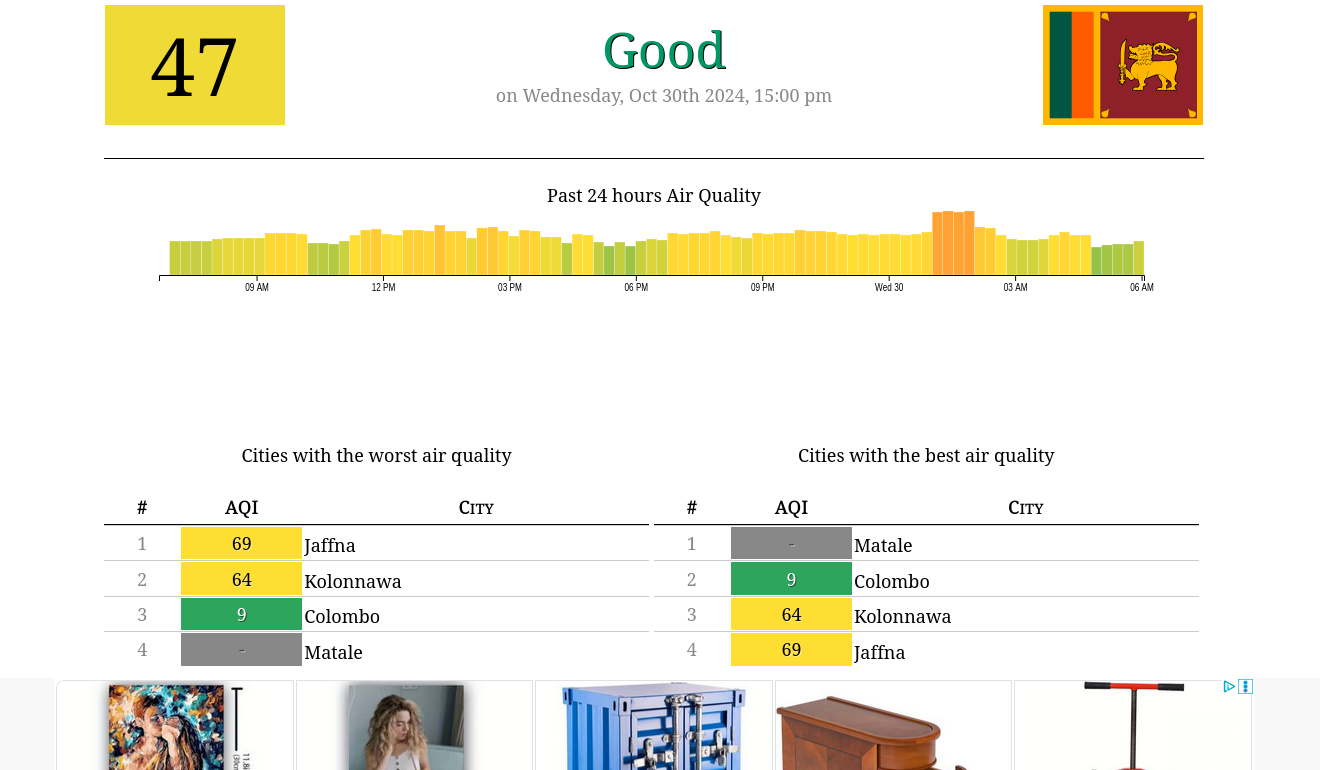 47
Good
on Wednesday, Oct 30th 2024, 15:00 pm
Past 24 hours Air Quality
09 AM 12 PM 03 PM 06 PM 09 PM Wed 30 03 AM 06 AM
Cities with the worst air quality
# AQI City
1 69 Jaffna
2 64 Kolonnawa
3 9 Colombo
4 - Matale
Cities with the best air quality
# AQI City
1 - Matale
2 9 Colombo
3 64 Kolonnawa
4 69 Jaffna